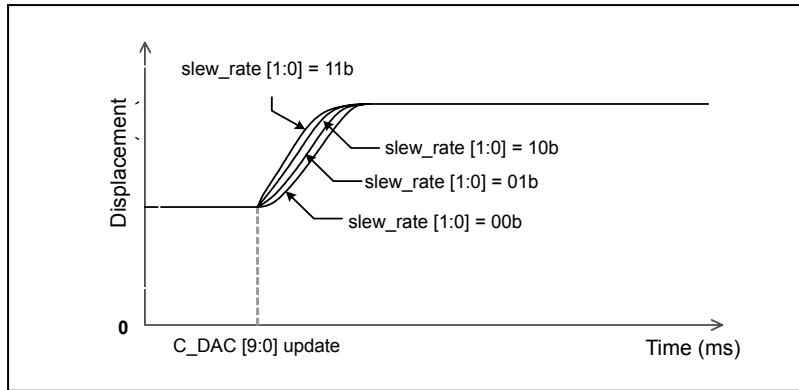 slew_rate [1:0] = 11b
slew_rate [1:0] = 10b
slew_rate [1:0] = 01b
slew_rate [1:0] = 00b
Displacement
0
C_DAC [9:0] update
Time (ms)